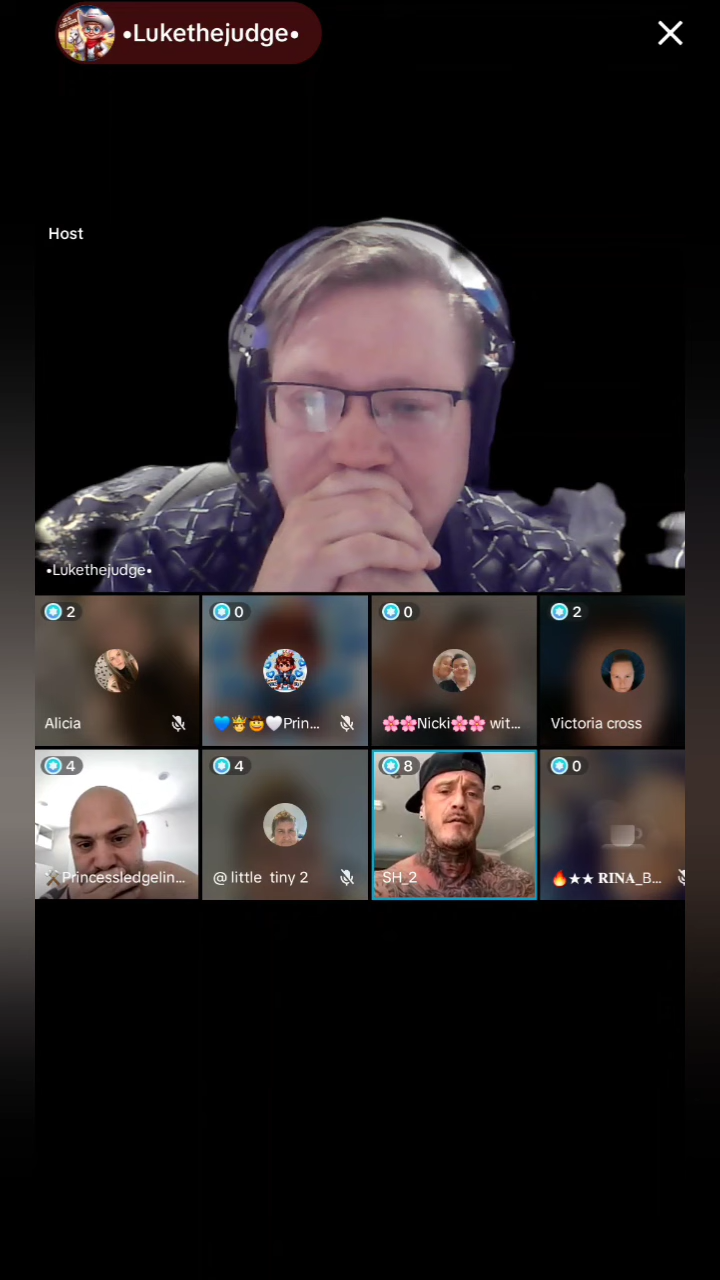 •Lukethejudge•
Host
•Lukethejudge•
2
0
0
2
Alicia
💙🤴🤠🤍Prin...
🌸🌸Nicki🌸🌸 wit...
Victoria cross
4
4
8
0
Princessledgelin...
@ little tiny 2
SH_2
🔥★★ 𝐑𝐈𝐍𝐀_B...